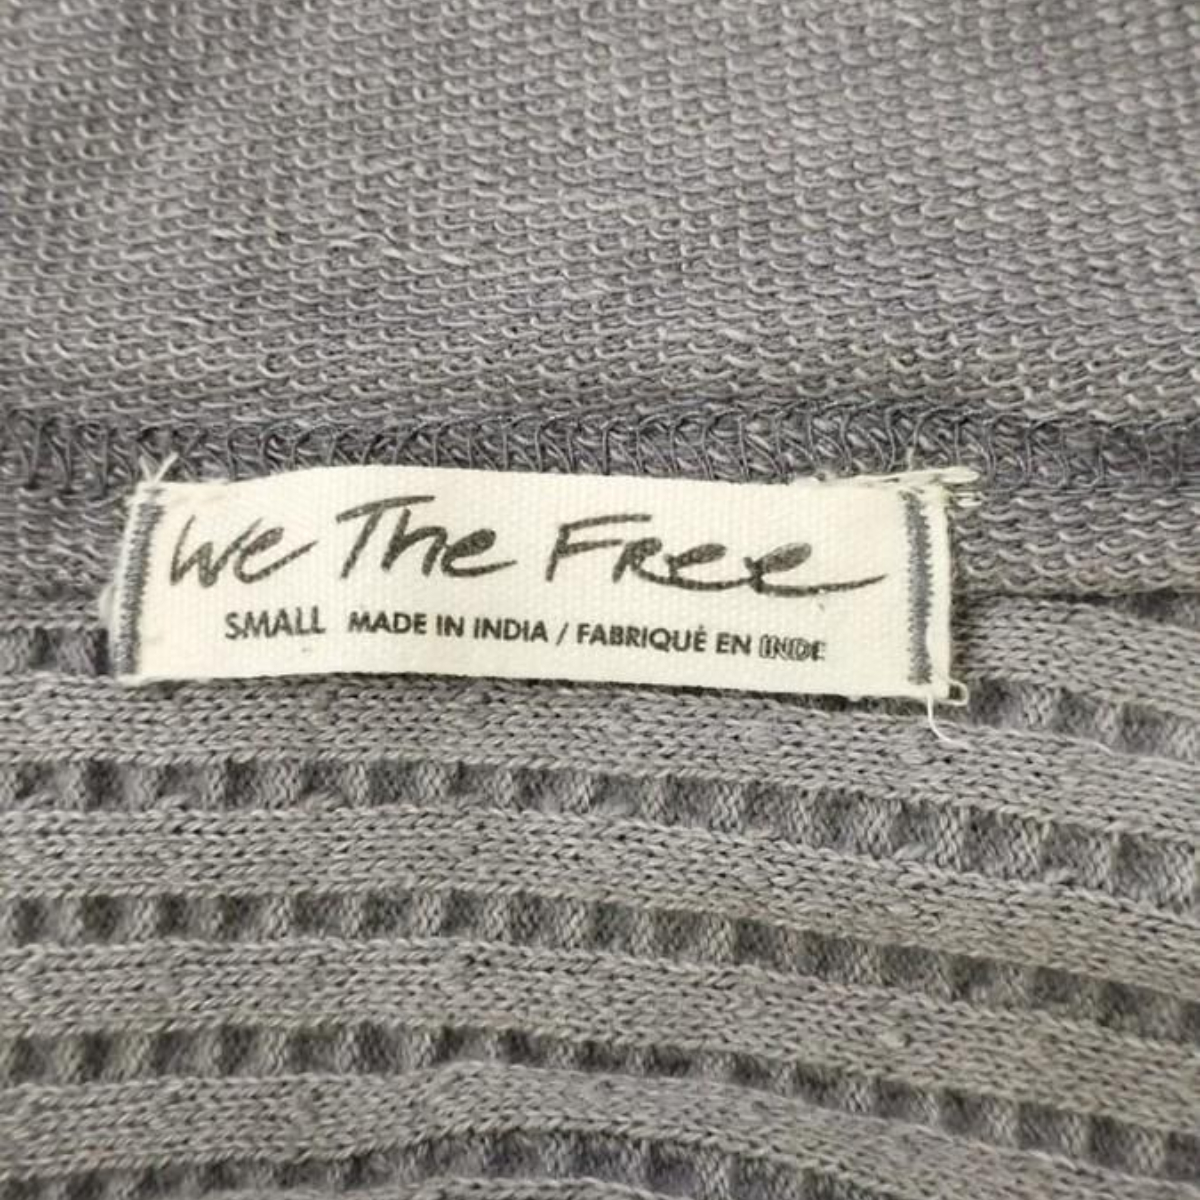 We The Free
SMALL MADE IN INDIA / FABRIQUÉ EN INDE